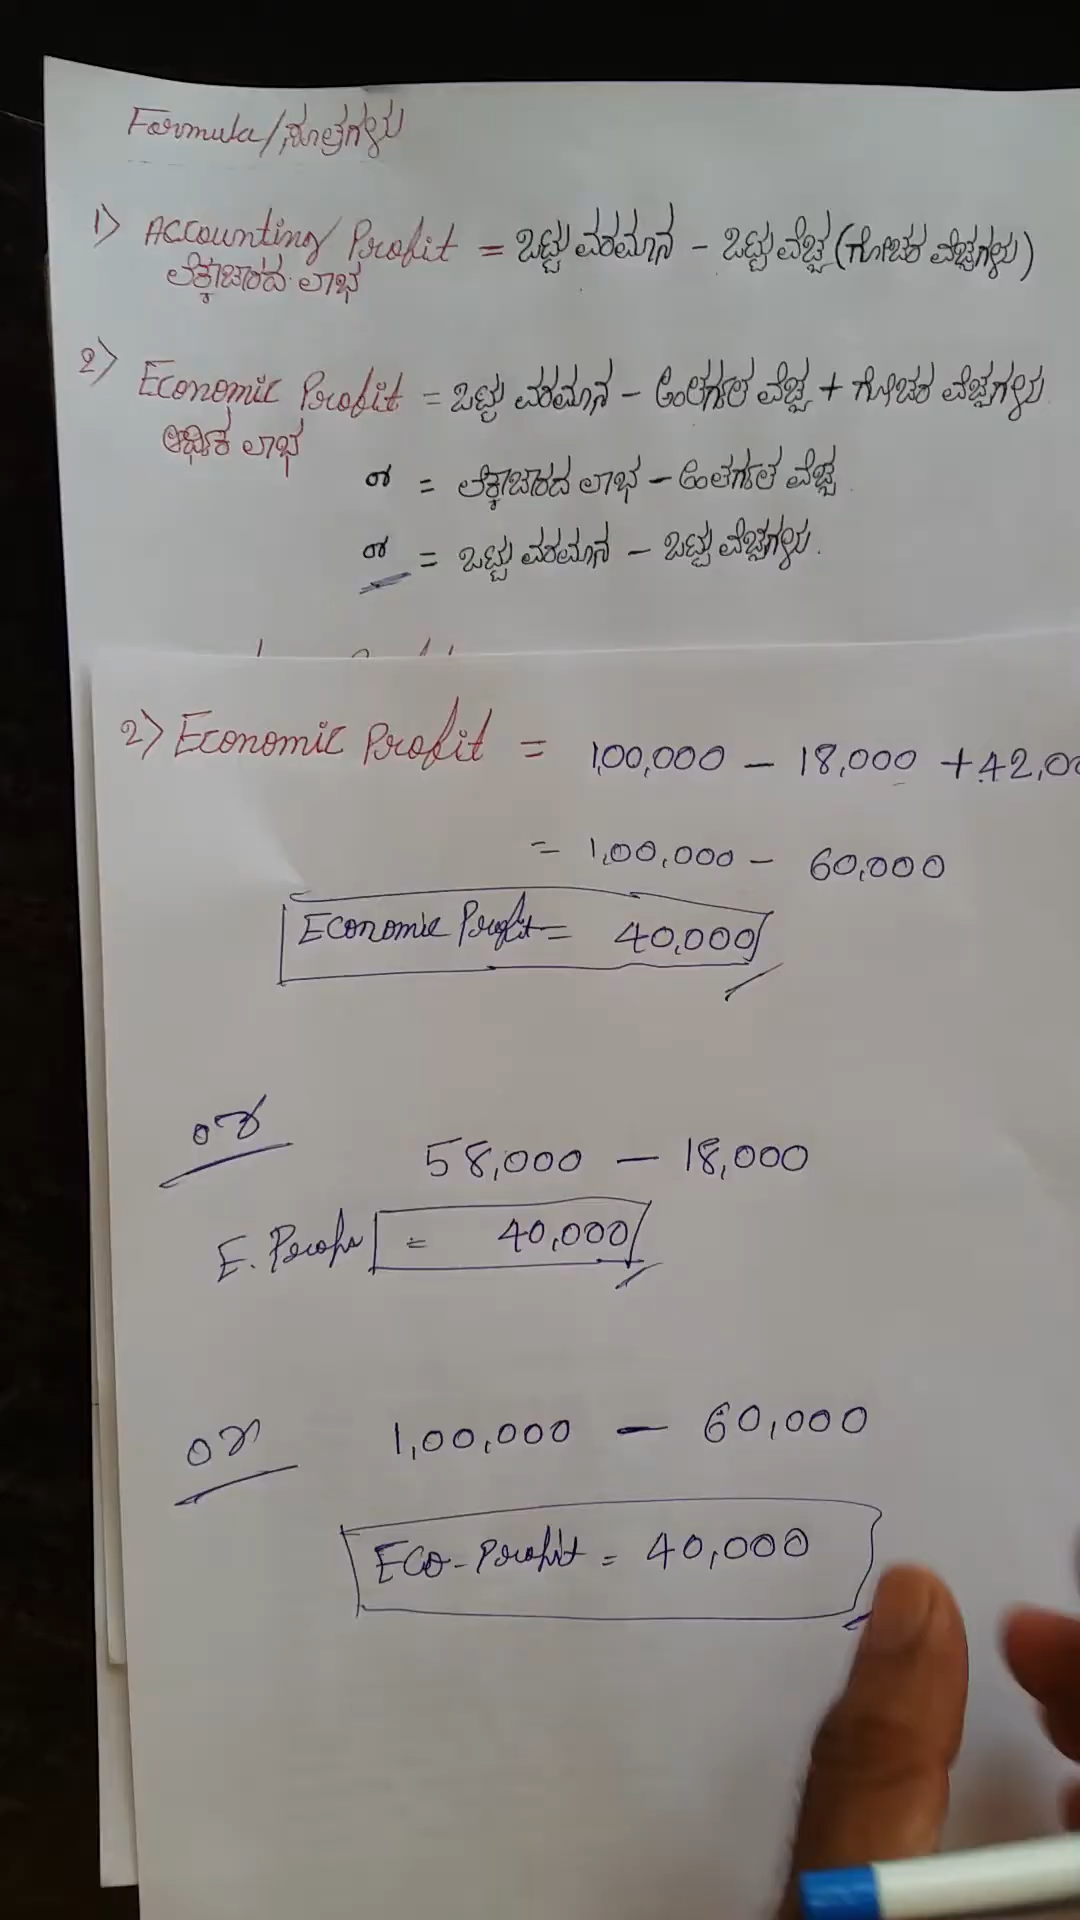 Formula/ಸೂತ್ರಗಳು
1) Accounting Profit = ಒಟ್ಟು ವರಮಾನ - ಒಟ್ಟು ವೆಚ್ಚ (ಗೋಚರ ವೆಚ್ಚಗಳು)
ಲೆಕ್ಕಾಚಾರದ ಲಾಭ
2) Economic Profit = ಒಟ್ಟು ವರಮಾನ - ಅಂತರ್ಗತ ವೆಚ್ಚ + ಗೋಚರ ವೆಚ್ಚಗಳು
ಆರ್ಥಿಕ ಲಾಭ
or = ಲೆಕ್ಕಾಚಾರದ ಲಾಭ - ಅಂತರ್ಗತ ವೆಚ್ಚ
or = ಒಟ್ಟು ವರಮಾನ - ಒಟ್ಟು ವೆಚ್ಚಗಳು.
2) Economic Profit = 1,00,000 - 18,000 + 42,00
= 1,00,000 - 60,000
Economic Profit = 40,000/
or
58,000 - 18,000
E. Profit = 40,000/
or
1,00,000 - 60,000
Eco-Profit = 40,000